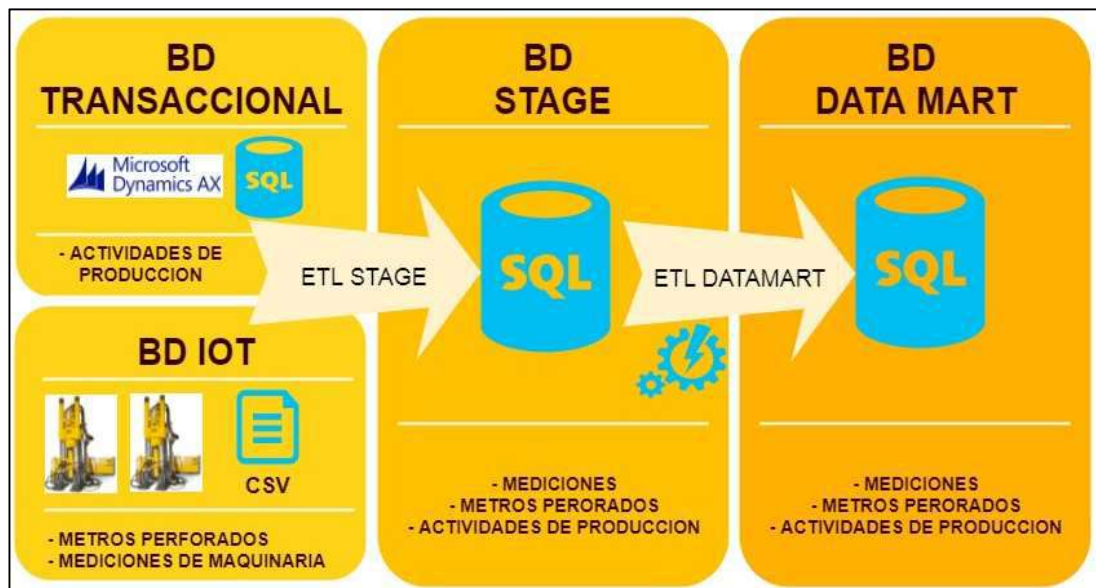 BD
TRANSACCIONAL
Microsoft
Dynamics AX
SQL
- ACTIVIDADES DE
PRODUCCION
BD IOT
CSV
- METROS PERFORADOS
- MEDICIONES DE MAQUINARIA
ETL STAGE
BD
STAGE
SQL
- MEDICIONES
- METROS PERORADOS
- ACTIVIDADES DE PRODUCCION
ETL DATAMART
BD
DATA MART
SQL
- MEDICIONES
- METROS PERORADOS
- ACTIVIDADES DE PRODUCCION